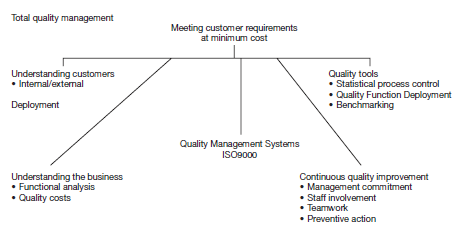 Total quality management
Meeting customer requirements
at minimum cost
Understanding customers
• Internal/external
Deployment
Quality tools
• Statistical process control
• Quality Function Deployment
• Benchmarking
Quality Management Systems
ISO9000
Understanding the business
• Functional analysis
• Quality costs
Continuous quality improvement
• Management commitment
• Staff involvement
• Teamwork
• Preventive action